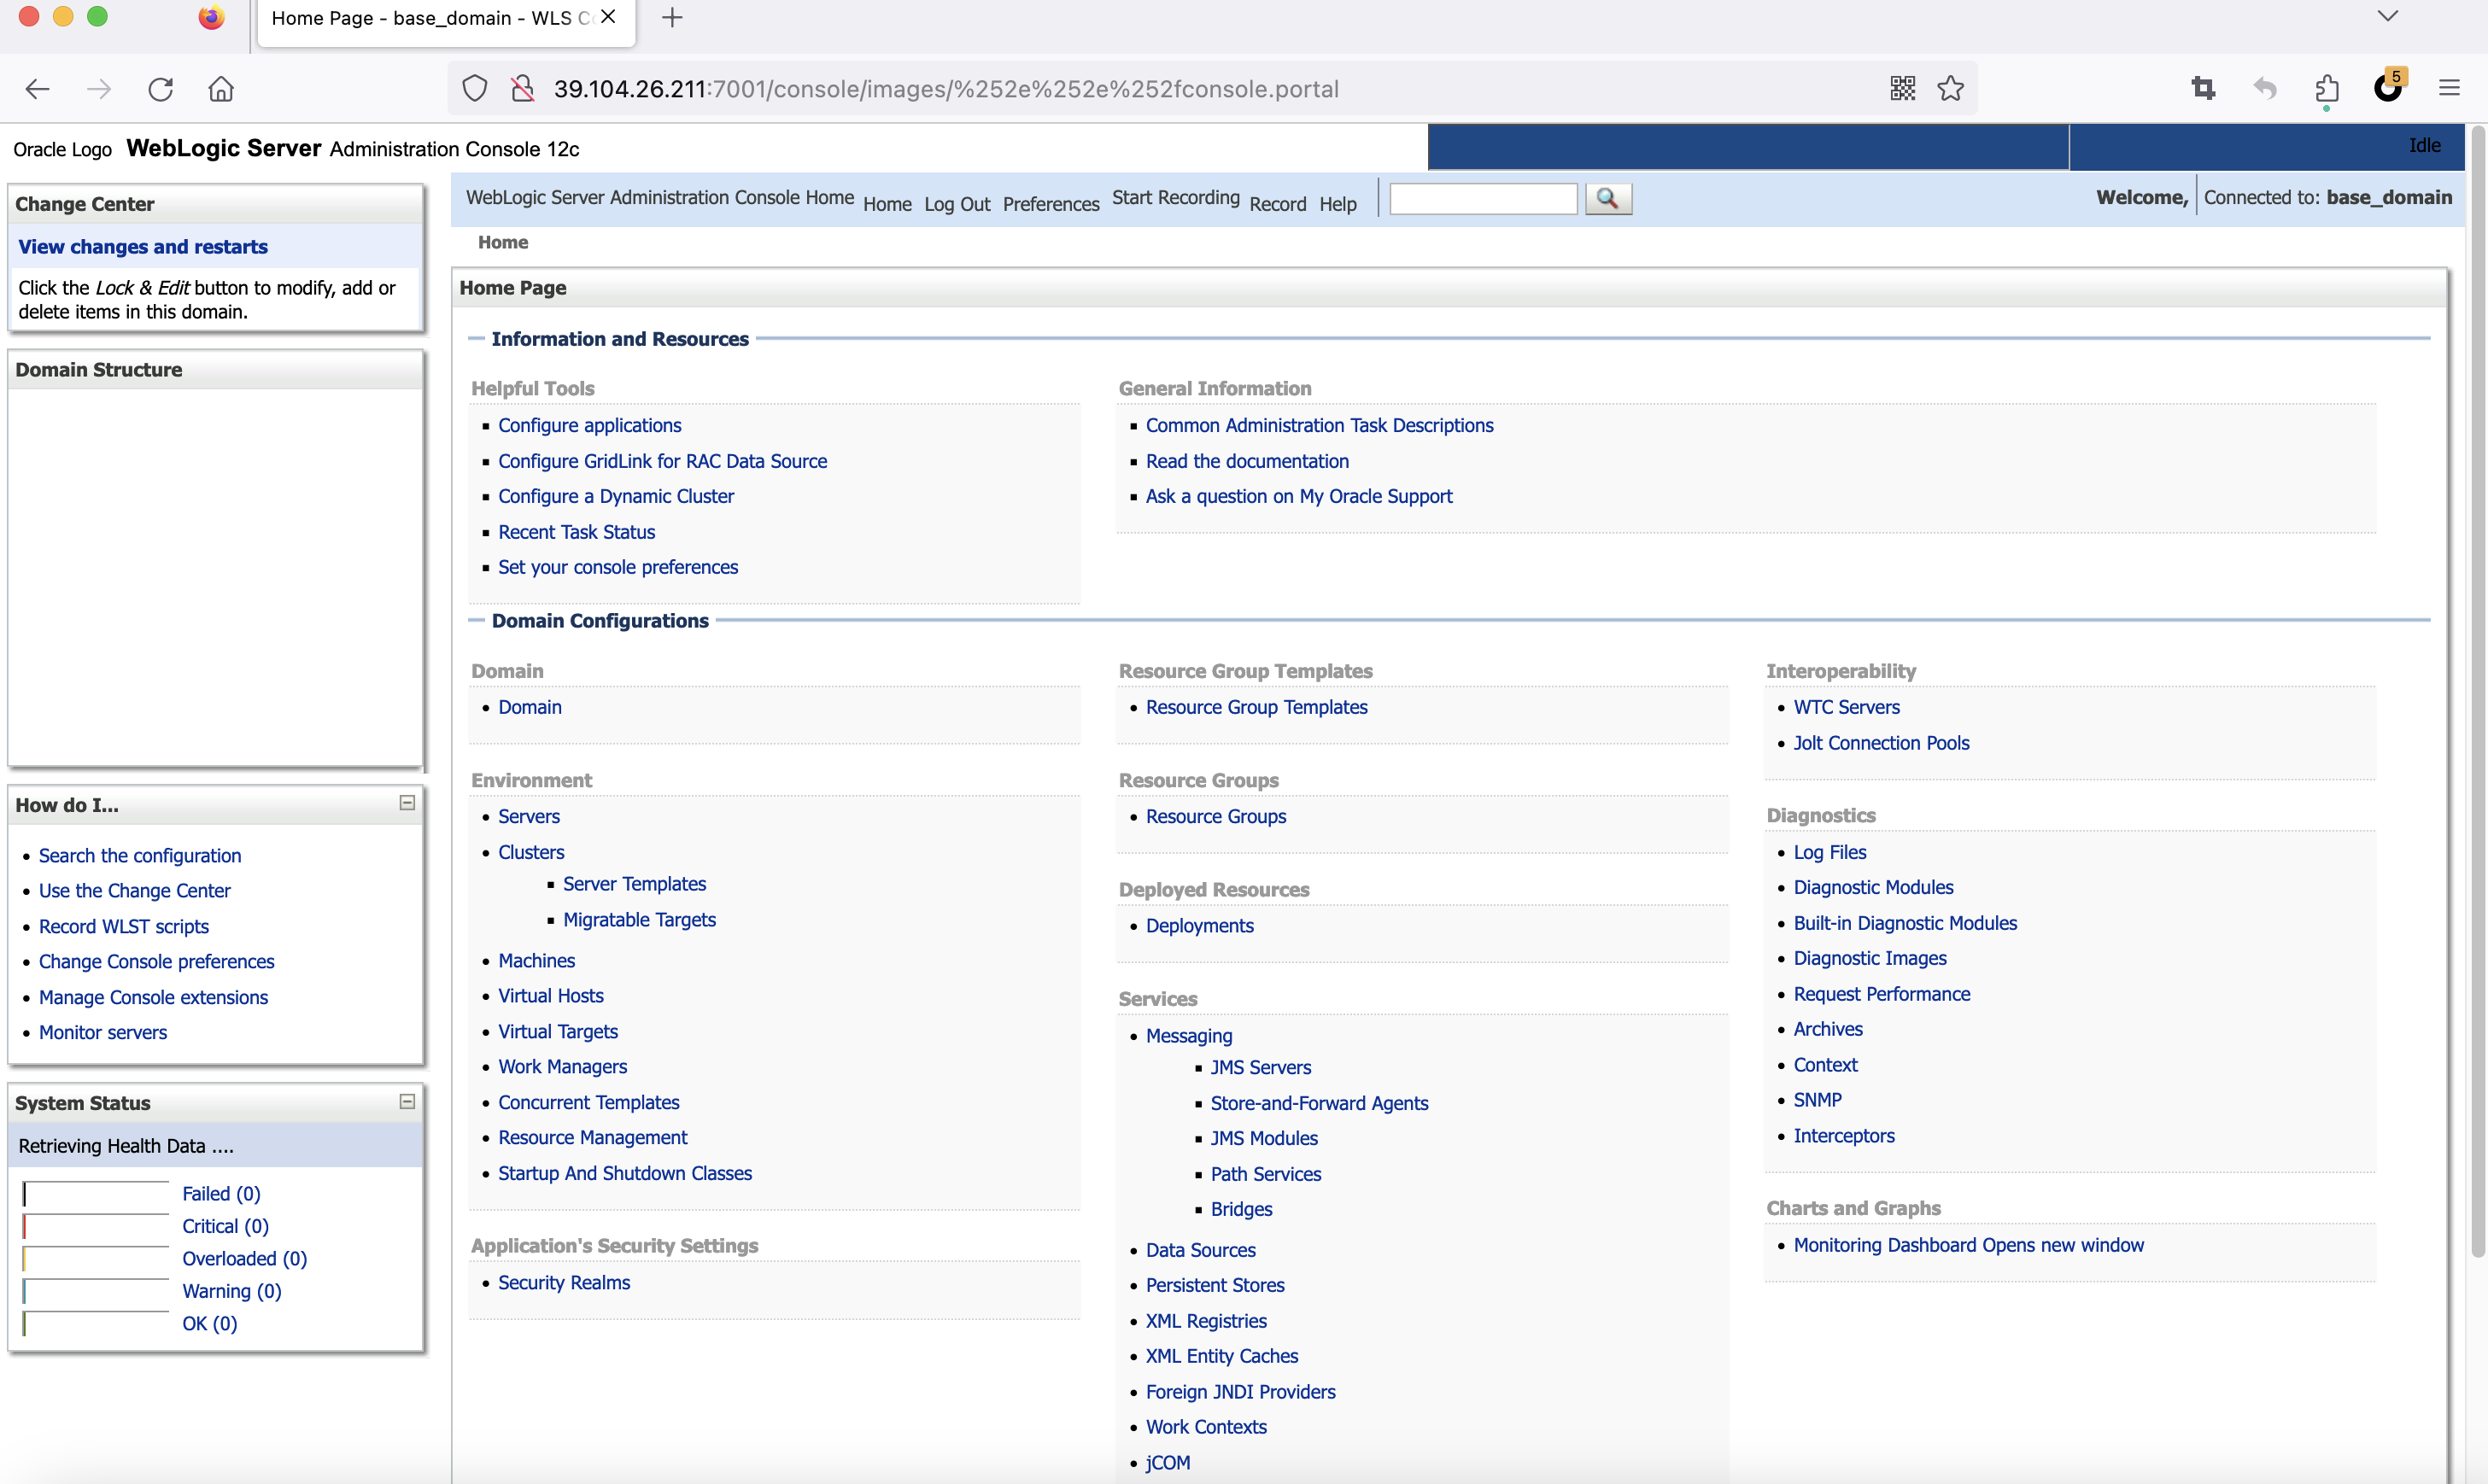 Home Page - base_domain - WLS C
39.104.26.211:7001/console/images/%252e%252e%252fconsole.portal
5
Oracle Logo WebLogic Server Administration Console 12c
Idle
Change Center
View changes and restarts
Click the Lock & Edit button to modify, add or
delete items in this domain.
Domain Structure
How do I...
Search the configuration
Use the Change Center
Record WLST scripts
Change Console preferences
Manage Console extensions
Monitor servers
System Status
Retrieving Health Data ....
Failed (0)
Critical (0)
Overloaded (0)
Warning (0)
OK (0)
WebLogic Server Administration Console Home Home Log Out Preferences Start Recording Record Help
Welcome, Connected to: base_domain
Home
Home Page
Information and Resources
Helpful Tools
Configure applications
Configure GridLink for RAC Data Source
Configure a Dynamic Cluster
Recent Task Status
Set your console preferences
General Information
Common Administration Task Descriptions
Read the documentation
Ask a question on My Oracle Support
Domain Configurations
Domain
Domain
Environment
Servers
Clusters
Server Templates
Migratable Targets
Machines
Virtual Hosts
Virtual Targets
Work Managers
Concurrent Templates
Resource Management
Startup And Shutdown Classes
Application's Security Settings
Security Realms
Resource Group Templates
Resource Group Templates
Resource Groups
Resource Groups
Deployed Resources
Deployments
Services
Messaging
JMS Servers
Store-and-Forward Agents
JMS Modules
Path Services
Bridges
Data Sources
Persistent Stores
XML Registries
XML Entity Caches
Foreign JNDI Providers
Work Contexts
jCOM
Interoperability
WTC Servers
Jolt Connection Pools
Diagnostics
Log Files
Diagnostic Modules
Built-in Diagnostic Modules
Diagnostic Images
Request Performance
Archives
Context
SNMP
Interceptors
Charts and Graphs
Monitoring Dashboard Opens new window